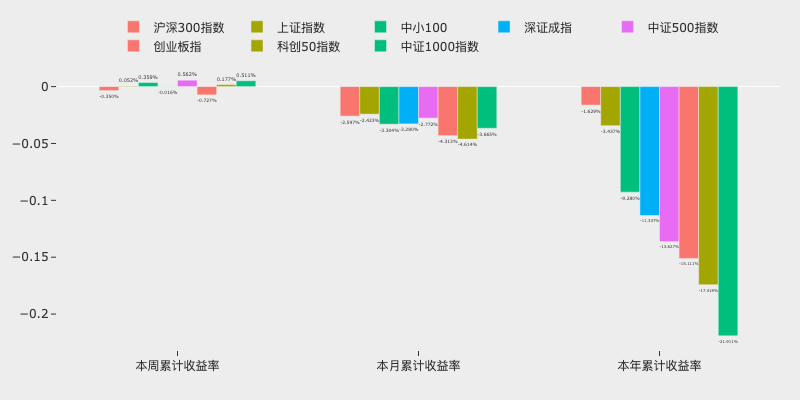 沪深300指数 上证指数 中小100 深证成指 中证500指数
创业板指 科创50指数 中证1000指数
0
−0.05
−0.1
−0.15
−0.2
-0.350% 0.052% 0.359% -0.016% 0.562% -0.727% 0.177% 0.511%
-2.597% -2.423% -3.304% -3.280% -2.772% -4.313% -4.614% -3.665%
-1.629% -3.437% -9.280% -11.337% -13.627% -15.111% -21.911%
本周累计收益率 本月累计收益率 本年累计收益率